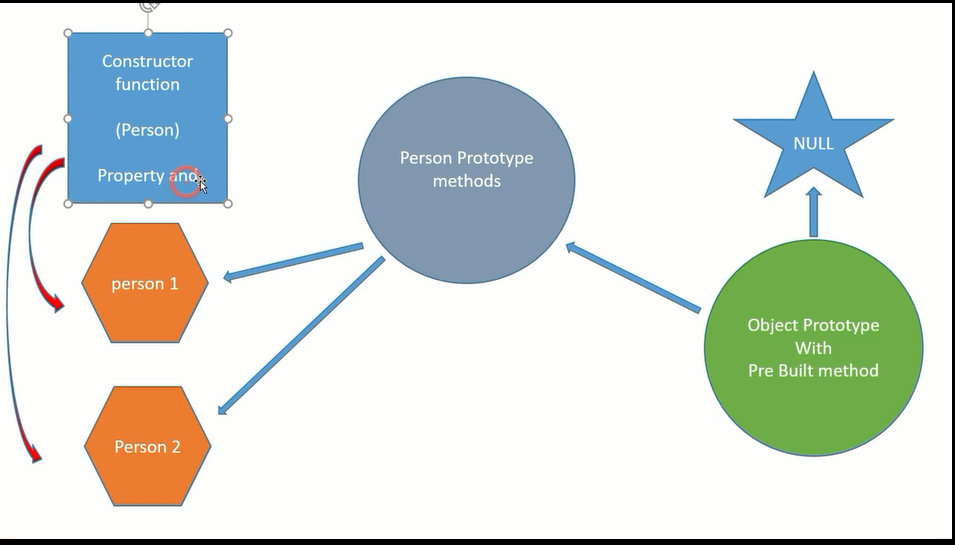 Constructor
function
(Person)
Property and
Person Prototype
methods
NULL
person 1
Object Prototype
With
Pre Built method
Person 2